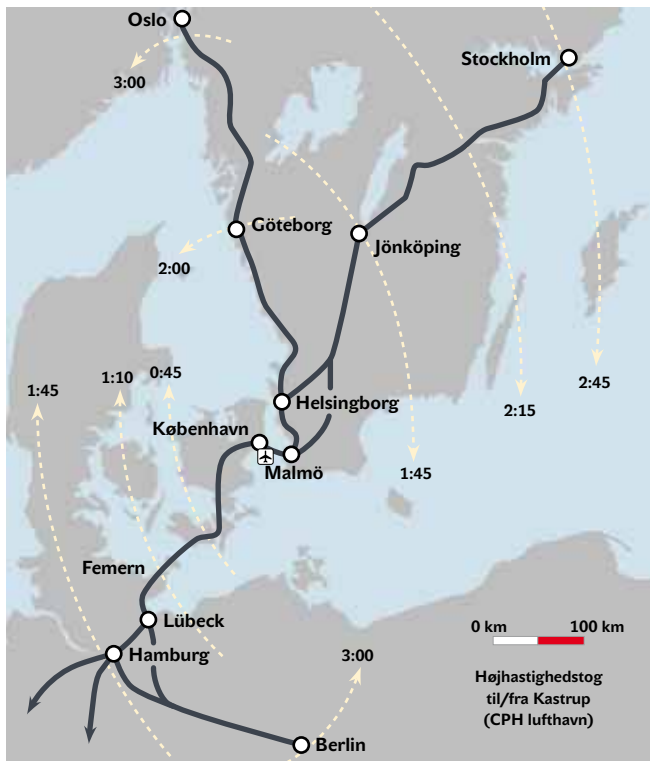 Oslo
Stockholm
3:00
Göteborg
Jönköping
2:00
1:45
1:10
0:45
2:45
2:15
Helsingborg
København
Malmö
1:45
Femern
Lübeck
0 km
100 km
Hamburg
3:00
Højhastighedstog
til/fra Kastrup
(CPH lufthavn)
Berlin